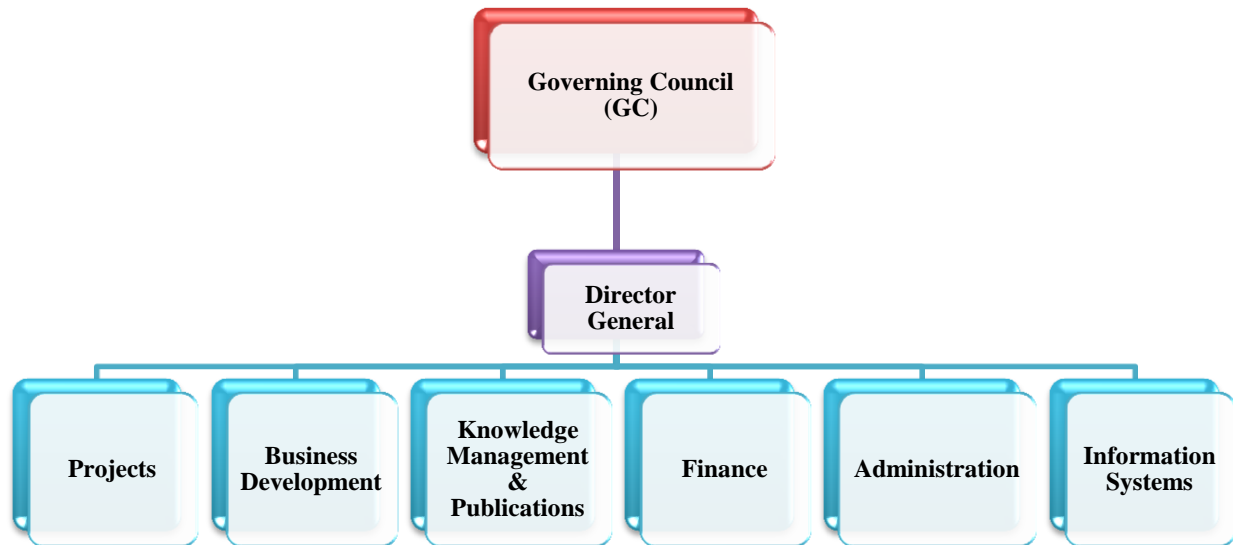 Governing Council
(GC)
Director
General
Projects
Business
Development
Knowledge
Management
&
Publications
Finance
Administration
Information
Systems